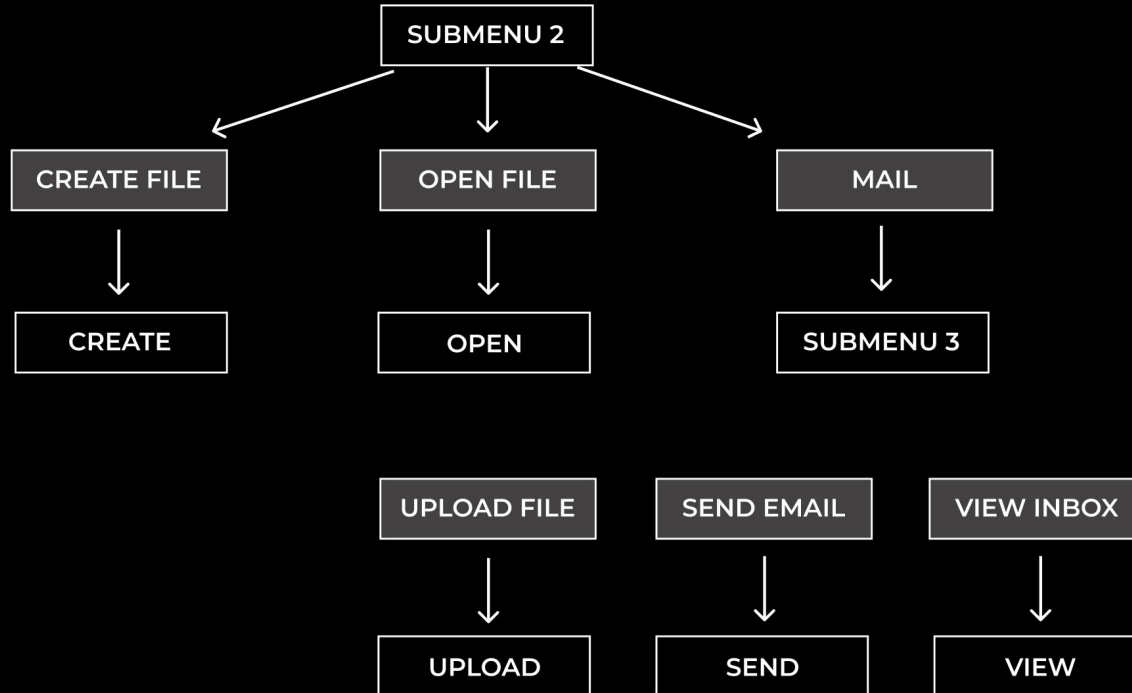 SUBMENU 2
CREATE FILE
OPEN FILE
MAIL
CREATE
OPEN
SUBMENU 3
UPLOAD FILE
SEND EMAIL
VIEW INBOX
UPLOAD
SEND
VIEW